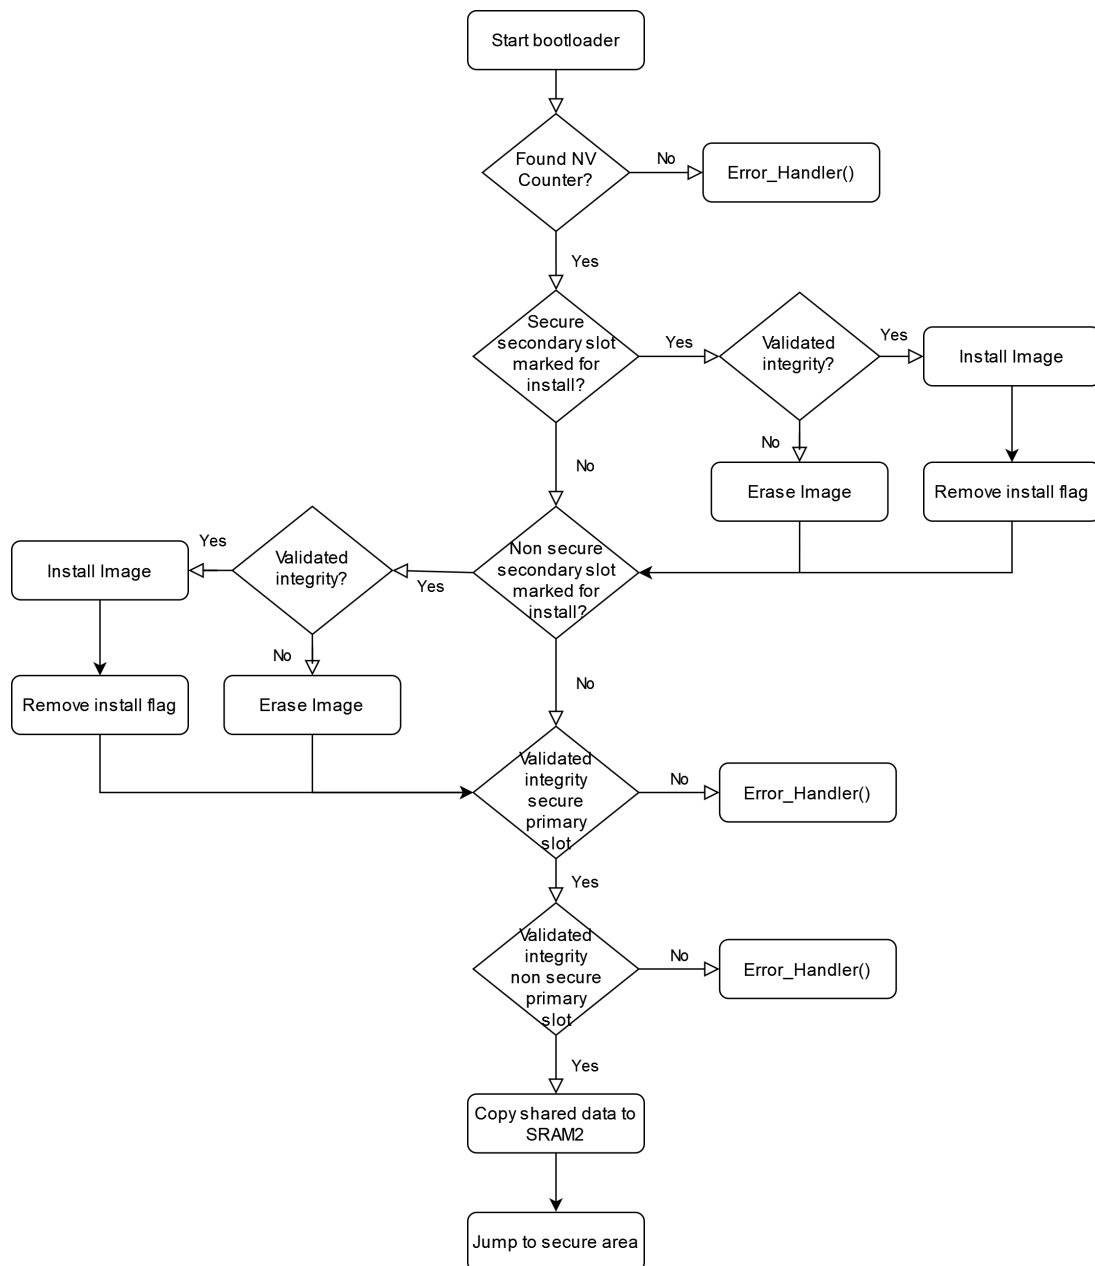 Start bootloader
Found NV
Counter?
No
Error_Handler()
Yes
Secure
secondary slot
marked for
install?
Yes
Validated
integrity?
Yes
Install Image
No
No
Erase Image
Remove install flag
Non secure
secondary slot
marked for
install?
Yes
Validated
integrity?
Yes
Install Image
No
No
Remove install flag
Erase Image
Validated
integrity
secure
primary
slot
No
Error_Handler()
Yes
Validated
integrity
non secure
primary
slot
No
Error_Handler()
Yes
Copy shared data to
SRAM2
Jump to secure area